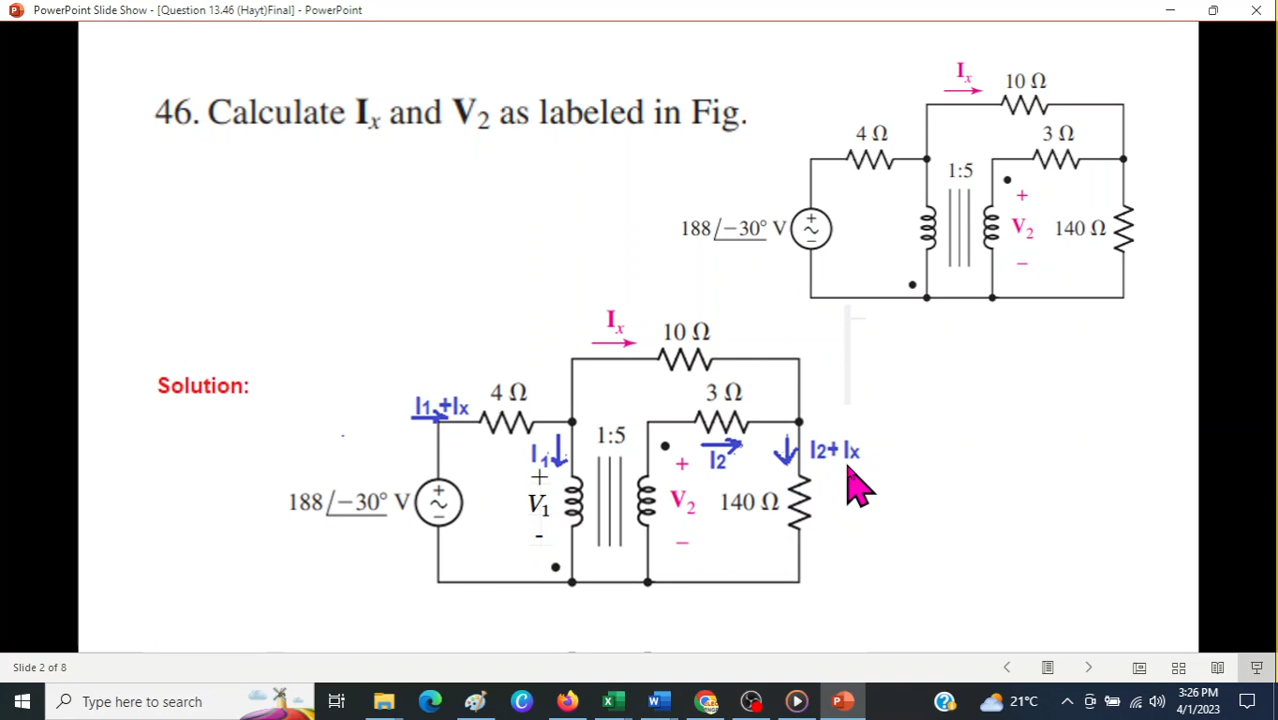 PowerPoint Slide Show - [Question 13.46 (Hayt)Final] - PowerPoint
46. Calculate Iₓ and V₂ as labeled in Fig.
Iₓ
10 Ω
4 Ω
3 Ω
1:5
188/−30° V
+
−
+
V₂
−
140 Ω
Solution:
Iₓ
10 Ω
I1+Ix
4 Ω
3 Ω
1:5
I1
I2
I2+Ix
188/−30° V
+
−
+
V₁
-
+
V₂
−
140 Ω
Slide 2 of 8
Type here to search
21°C
3:26 PM
4/1/2023